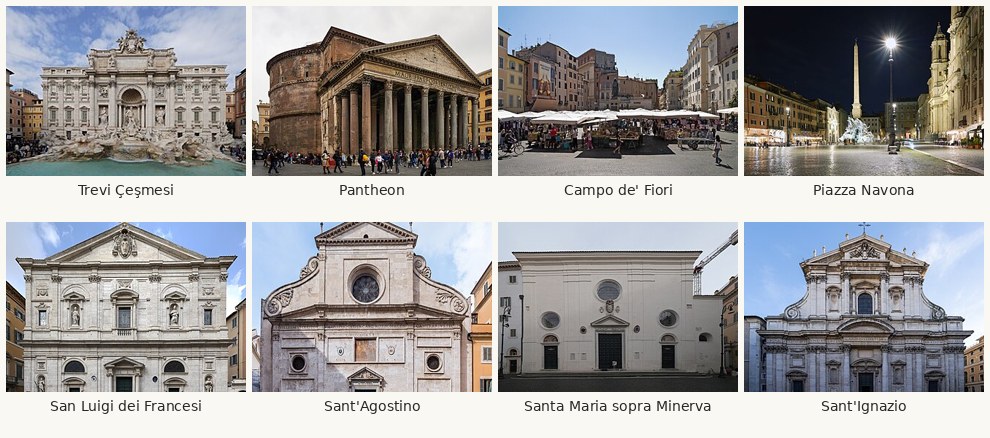 Trevi Çeşmesi
Pantheon
Campo de' Fiori
Piazza Navona
San Luigi dei Francesi
Sant'Agostino
Santa Maria sopra Minerva
Sant'Ignazio